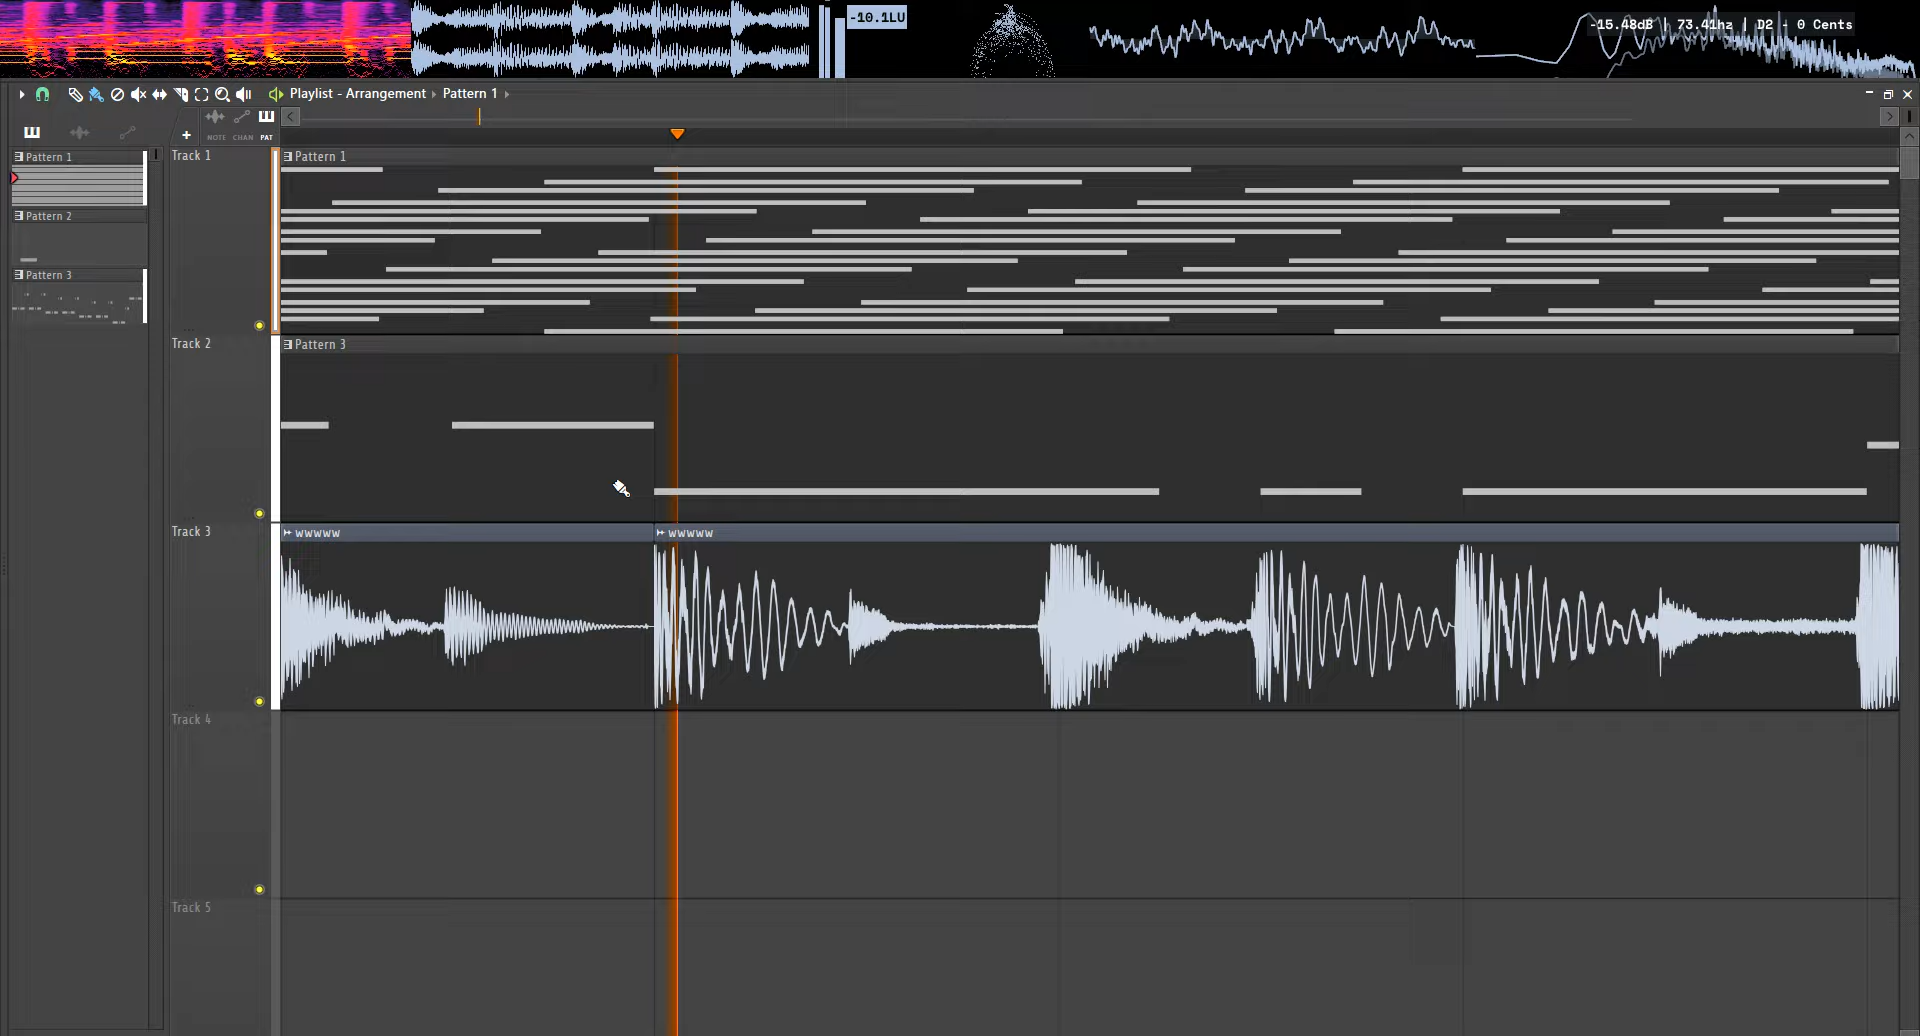 -10.1LU
-15.48dB | 73.41hz | D2 - 0 Cents
Playlist - Arrangement Pattern 1
NOTE CHAN PAT
Pattern 1
Pattern 2
Pattern 3
Track 1
Pattern 1
Track 2
Pattern 3
Track 3
wwwww
wwwww
Track 4
Track 5